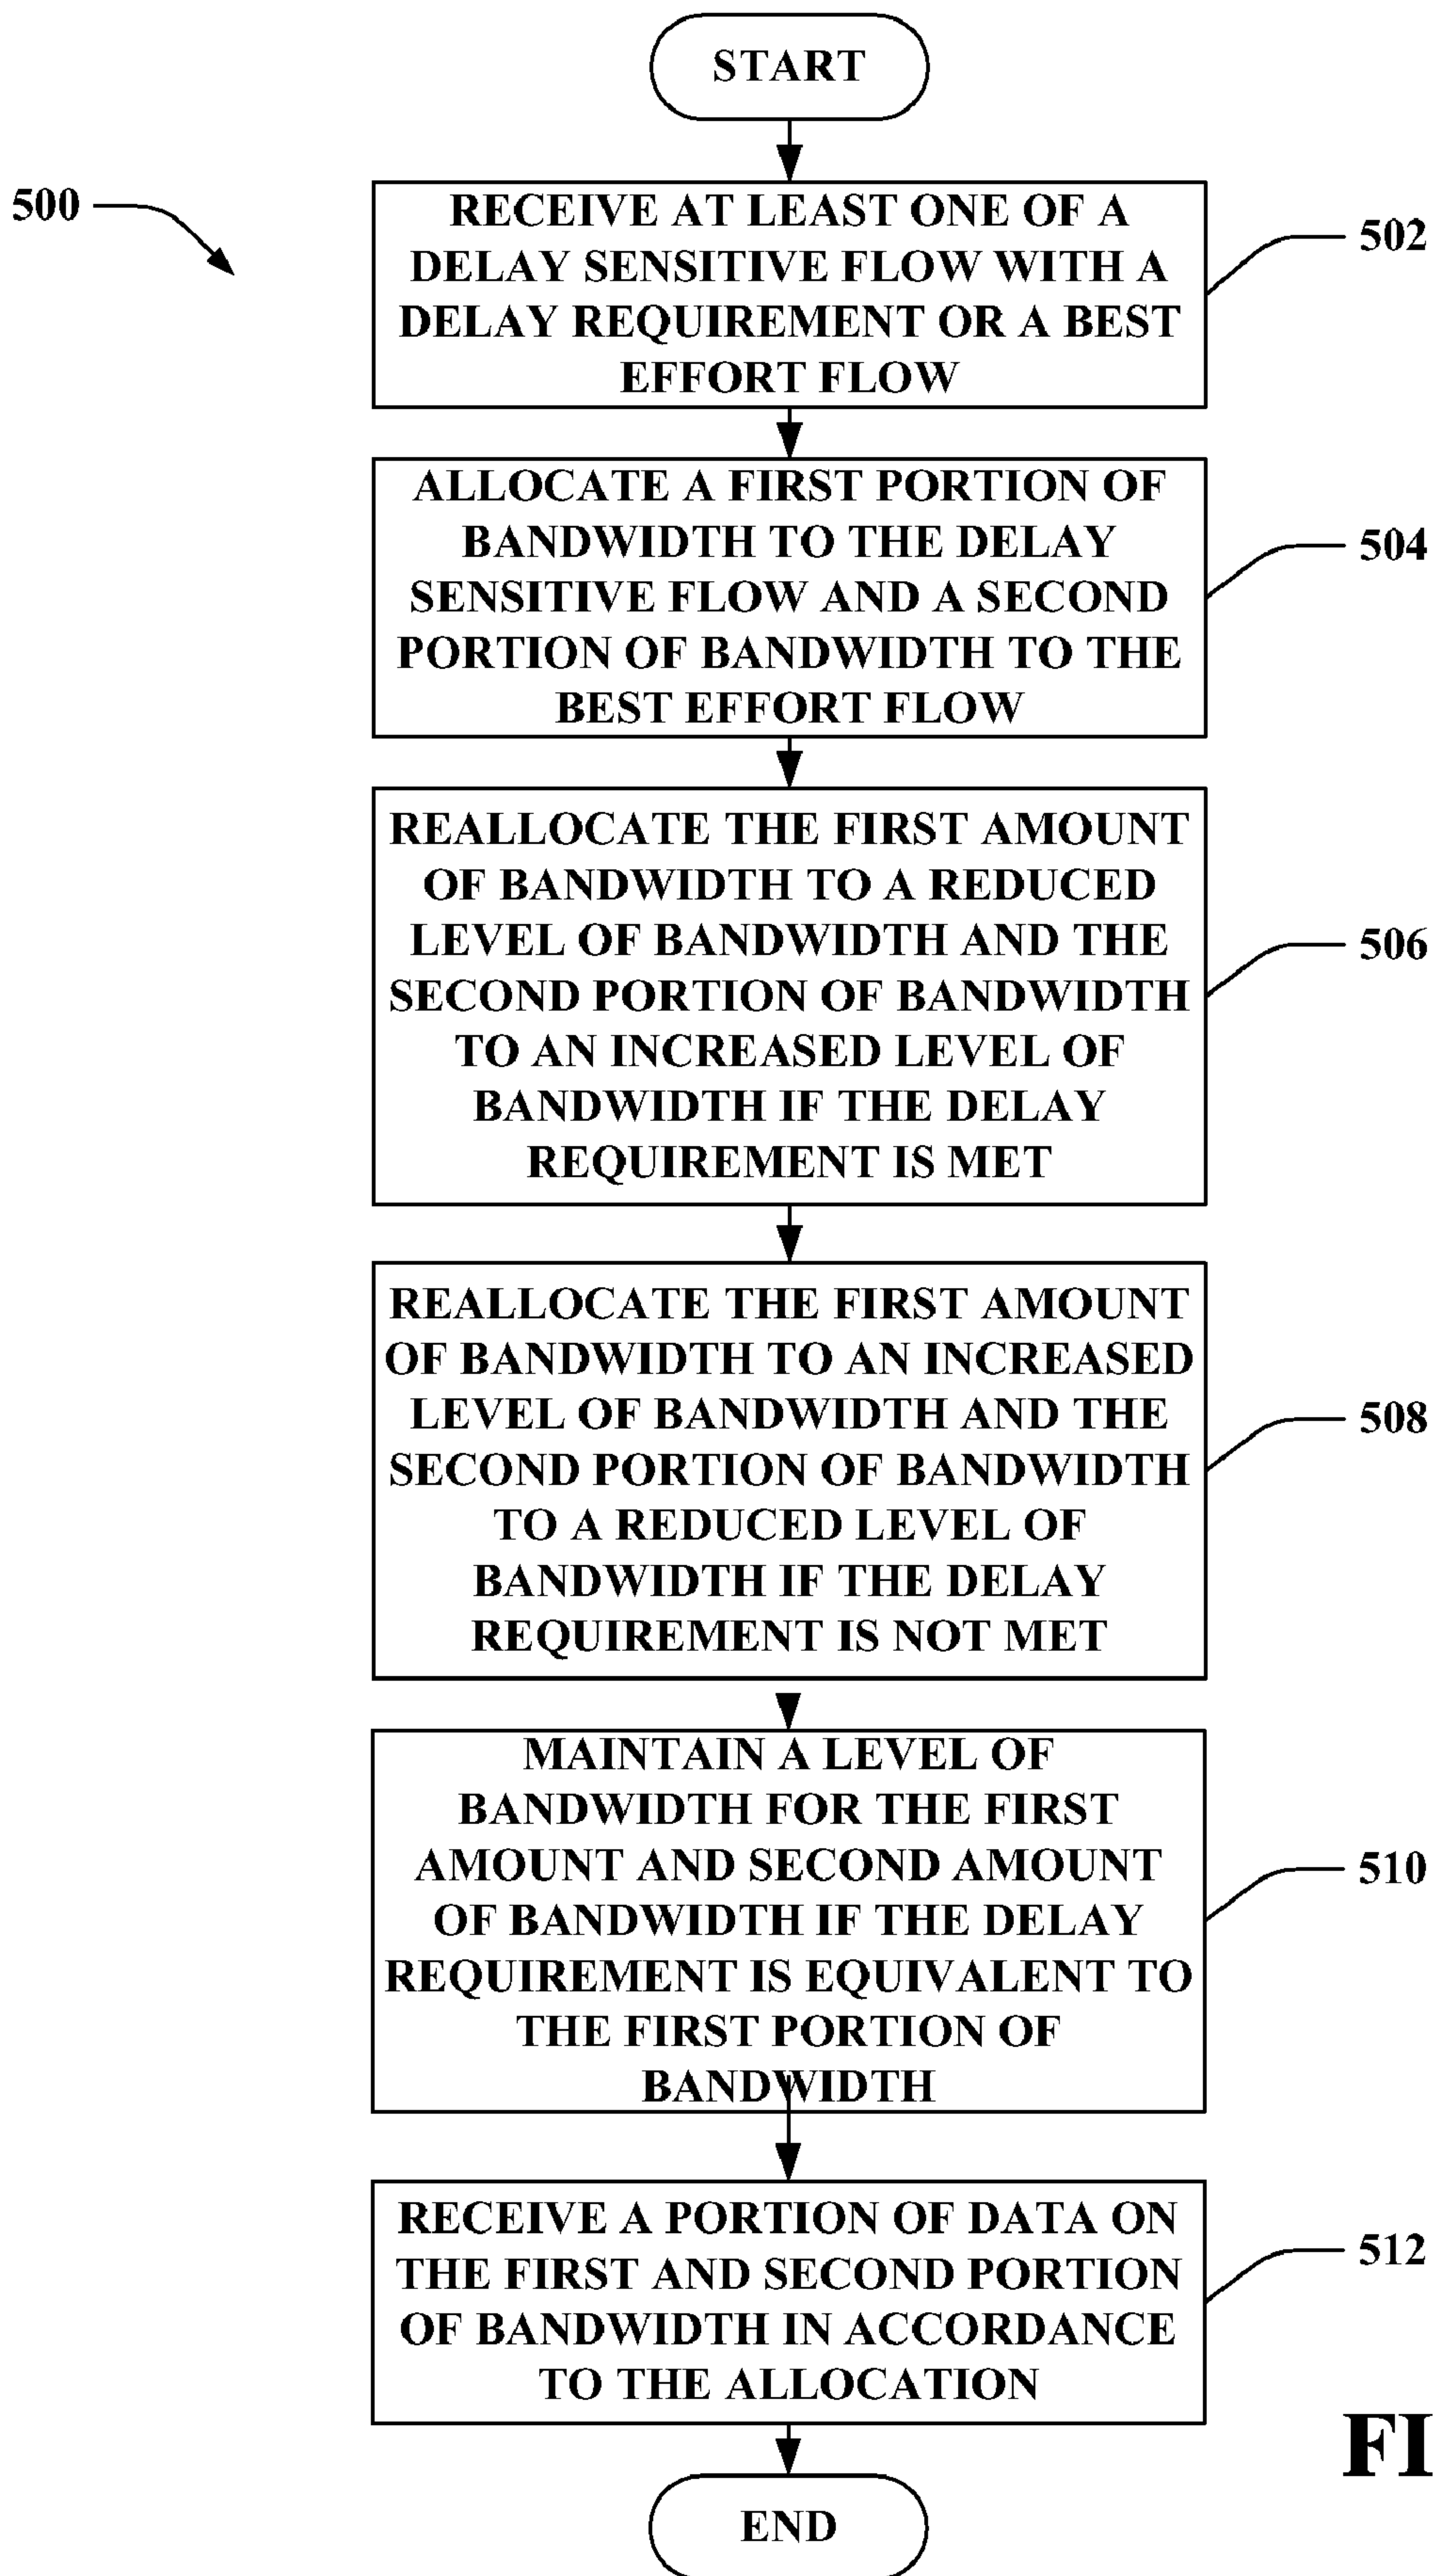 START
500
RECEIVE AT LEAST ONE OF A
DELAY SENSITIVE FLOW WITH A
DELAY REQUIREMENT OR A BEST
EFFORT FLOW
502
ALLOCATE A FIRST PORTION OF
BANDWIDTH TO THE DELAY
SENSITIVE FLOW AND A SECOND
PORTION OF BANDWIDTH TO THE
BEST EFFORT FLOW
504
REALLOCATE THE FIRST AMOUNT
OF BANDWIDTH TO A REDUCED
LEVEL OF BANDWIDTH AND THE
SECOND PORTION OF BANDWIDTH
TO AN INCREASED LEVEL OF
BANDWIDTH IF THE DELAY
REQUIREMENT IS MET
506
REALLOCATE THE FIRST AMOUNT
OF BANDWIDTH TO AN INCREASED
LEVEL OF BANDWIDTH AND THE
SECOND PORTION OF BANDWIDTH
TO A REDUCED LEVEL OF
BANDWIDTH IF THE DELAY
REQUIREMENT IS NOT MET
508
MAINTAIN A LEVEL OF
BANDWIDTH FOR THE FIRST
AMOUNT AND SECOND AMOUNT
OF BANDWIDTH IF THE DELAY
REQUIREMENT IS EQUIVALENT TO
THE FIRST PORTION OF
BANDWIDTH
510
RECEIVE A PORTION OF DATA ON
THE FIRST AND SECOND PORTION
OF BANDWIDTH IN ACCORDANCE
TO THE ALLOCATION
512
FI
END